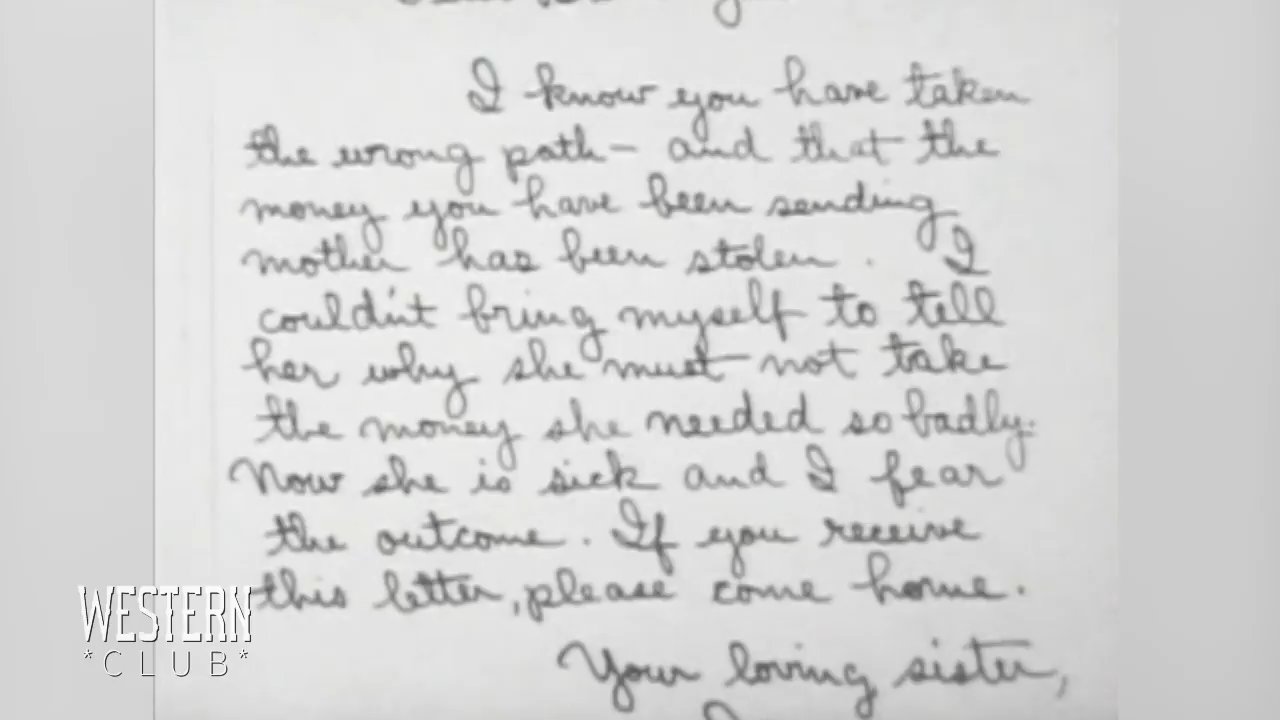 I know you have taken
the wrong path - and that the
money you have been sending
mother has been stolen. I
couldn't bring myself to tell
her why she must not take
the money she needed so badly.
Now she is sick and I fear
the outcome. If you receive
this letter, please come home.
Your loving sister,
WESTERN
*CLUB*